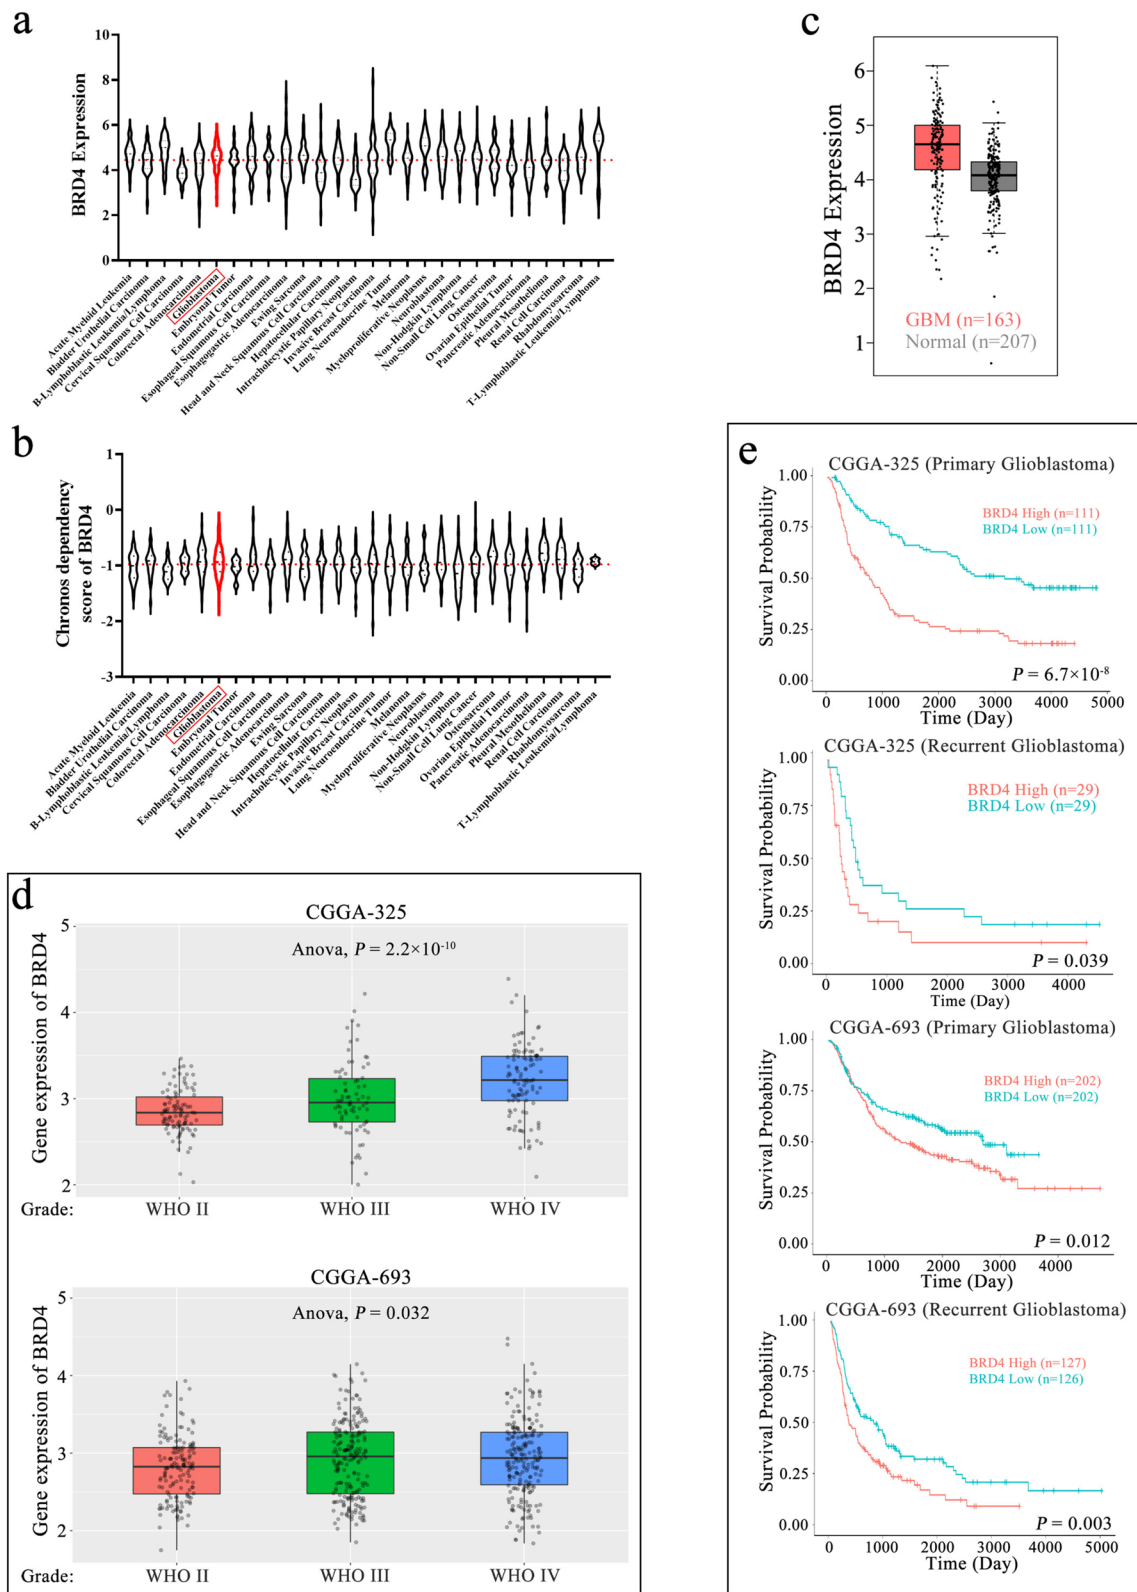 a
10
8
6
4
2
0
BRD4 Expression
Acute Myeloid Leukemia
Bladder Urothelial Carcinoma
B-Lymphoblastic Leukemia/Lymphoma
Cervical Squamous Cell Carcinoma
Colorectal Adenocarcinoma
Glioblastoma
Embryonal Tumor
Endometrial Carcinoma
Esophageal Squamous Cell Carcinoma
Esophagogastric Adenocarcinoma
Ewing Sarcoma
Head and Neck Squamous Cell Carcinoma
Hepatocellular Carcinoma
Intracholecystic Papillary Neoplasm
Invasive Breast Carcinoma
Lung Neuroendocrine Tumor
Melanoma
Myeloproliferative Neoplasms
Neuroblastoma
Non-Hodgkin Lymphoma
Non-Small Cell Lung Cancer
Osteosarcoma
Ovarian Epithelial Tumor
Pancreatic Adenocarcinoma
Pleural Mesothelioma
Renal Cell Carcinoma
Rhabdomyosarcoma
T-Lymphoblastic Leukemia/Lymphoma
b
1
0
-1
-2
-3
Chronos dependency
score of BRD4
Acute Myeloid Leukemia
Bladder Urothelial Carcinoma
B-Lymphoblastic Leukemia/Lymphoma
Cervical Squamous Cell Carcinoma
Colorectal Adenocarcinoma
Glioblastoma
Embryonal Tumor
Endometrial Carcinoma
Esophageal Squamous Cell Carcinoma
Esophagogastric Adenocarcinoma
Ewing Sarcoma
Head and Neck Squamous Cell Carcinoma
Hepatocellular Carcinoma
Intracholecystic Papillary Neoplasm
Invasive Breast Carcinoma
Lung Neuroendocrine Tumor
Melanoma
Myeloproliferative Neoplasms
Neuroblastoma
Non-Hodgkin Lymphoma
Non-Small Cell Lung Cancer
Osteosarcoma
Ovarian Epithelial Tumor
Pancreatic Adenocarcinoma
Pleural Mesothelioma
Renal Cell Carcinoma
Rhabdomyosarcoma
T-Lymphoblastic Leukemia/Lymphoma
c
6
5
4
3
2
1
BRD4 Expression
GBM (n=163)
Normal (n=207)
d
CGGA-325
Anova, P = 2.2×10-10
5
4
3
2
Gene expression of BRD4
Grade: WHO II WHO III WHO IV
CGGA-693
Anova, P = 0.032
5
4
3
2
Gene expression of BRD4
Grade: WHO II WHO III WHO IV
e
CGGA-325 (Primary Glioblastoma)
BRD4 High (n=111)
BRD4 Low (n=111)
1.00
0.75
0.50
0.25
0.00
Survival Probability
P = 6.7×10-8
0 1000 2000 3000 4000 5000
Time (Day)
CGGA-325 (Recurrent Glioblastoma)
BRD4 High (n=29)
BRD4 Low (n=29)
1.00
0.75
0.50
0.25
0.00
Survival Probability
P = 0.039
0 1000 2000 3000 4000
Time (Day)
CGGA-693 (Primary Glioblastoma)
BRD4 High (n=202)
BRD4 Low (n=202)
1.00
0.75
0.50
0.25
0.00
Survival Probability
P = 0.012
0 1000 2000 3000 4000
Time (Day)
CGGA-693 (Recurrent Glioblastoma)
BRD4 High (n=127)
BRD4 Low (n=126)
1.00
0.75
0.50
0.25
0.00
Survival Probability
P = 0.003
0 1000 2000 3000 4000 5000
Time (Day)